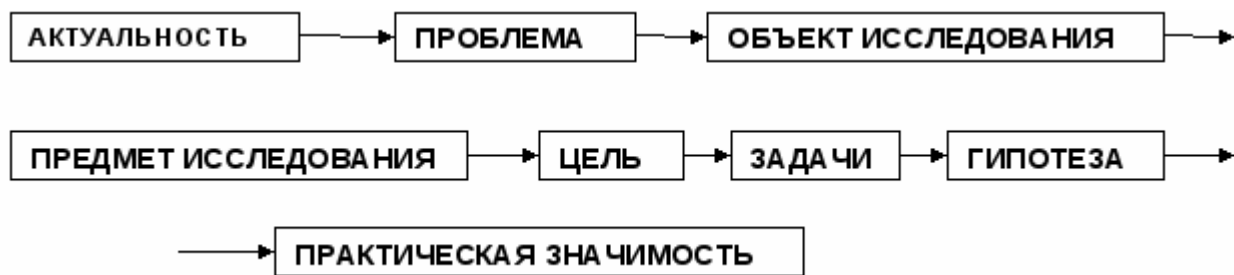 АКТУАЛЬНОСТЬ ПРОБЛЕМА ОБЪЕКТ ИССЛЕДОВАНИЯ
ПРЕДМЕТ ИССЛЕДОВАНИЯ ЦЕЛЬ ЗАДАЧИ ГИПОТЕЗА
ПРАКТИЧЕСКАЯ ЗНАЧИМОСТЬ